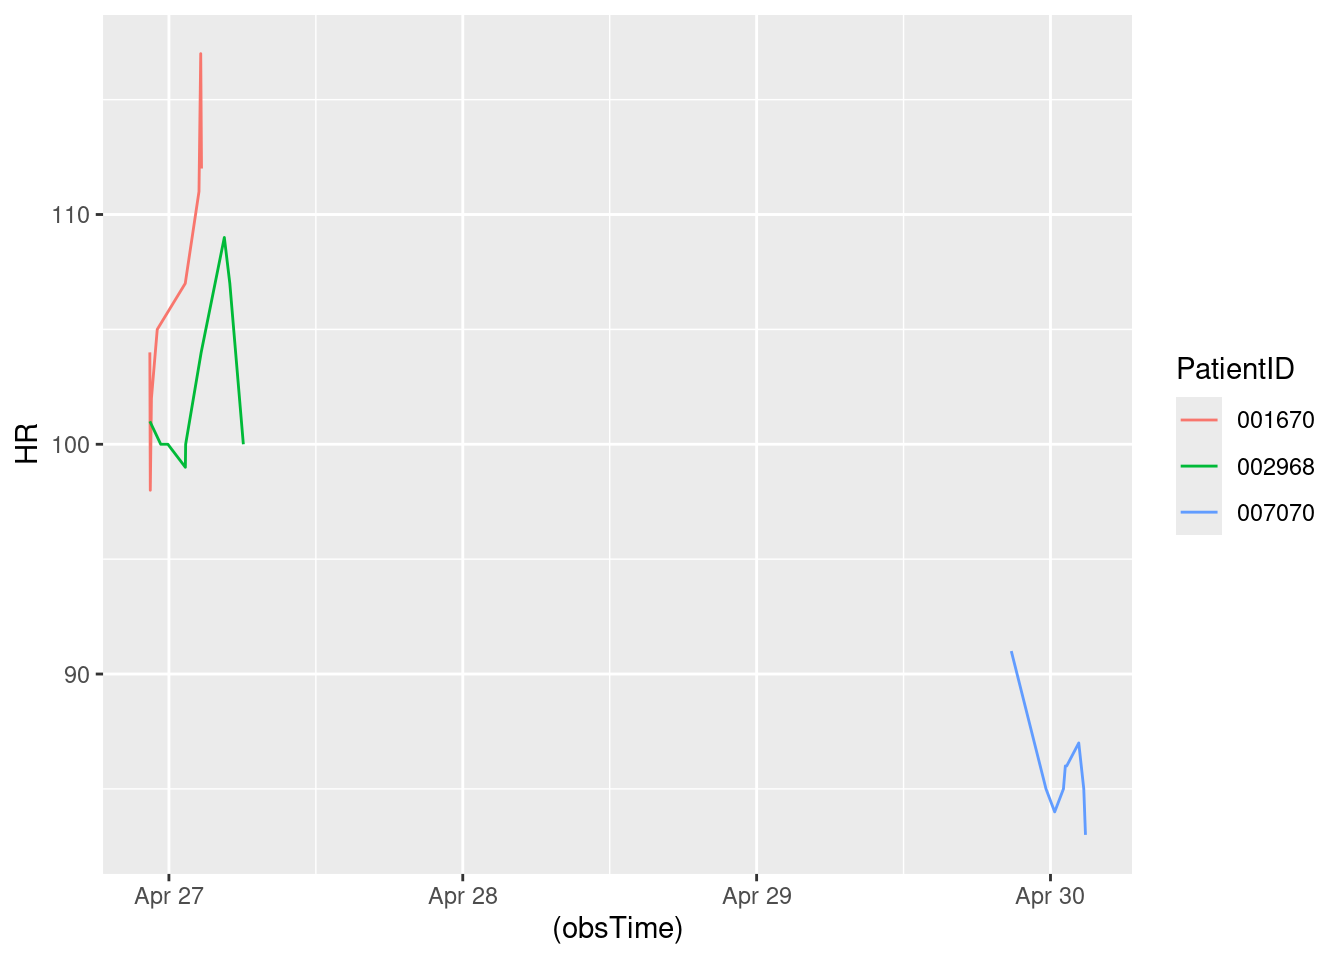 110
100
90
HR
Apr 27
Apr 28
Apr 29
Apr 30
(obsTime)
PatientID
001670
002968
007070